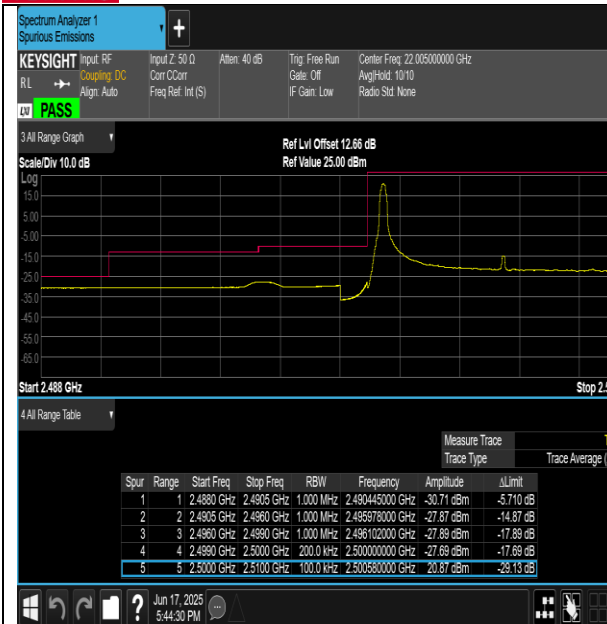 Spectrum Analyzer 1
Spurious Emissions
+
KEYSIGHT Input: RF Input Z: 50 Ω Atten: 40 dB Trig: Free Run Center Freq: 22.005000000 GHz
RL Coupling: DC Corr CCorr Gate: Off Avg|Hold: 10/10
Align: Auto Freq Ref: Int (S) IF Gain: Low Radio Std: None
LXI PASS
3 All Range Graph
Ref Lvl Offset 12.66 dB
Scale/Div 10.0 dB Ref Value 25.00 dBm
Log
15.0
5.00
-5.00
-15.0
-25.0
-35.0
-45.0
-55.0
-65.0
Start 2.488 GHz Stop 2.5
4 All Range Table
Measure Trace
Trace Type Trace Average (
Spur Range Start Freq Stop Freq RBW Frequency Amplitude ΔLimit
1 1 2.4880 GHz 2.4905 GHz 1.000 MHz 2.490445000 GHz -30.71 dBm -5.710 dB
2 2 2.4905 GHz 2.4960 GHz 1.000 MHz 2.495978000 GHz -27.87 dBm -14.87 dB
3 3 2.4960 GHz 2.4990 GHz 1.000 MHz 2.496102000 GHz -27.89 dBm -17.89 dB
4 4 2.4990 GHz 2.5000 GHz 200.0 kHz 2.500000000 GHz -27.69 dBm -17.69 dB
5 5 2.5000 GHz 2.5100 GHz 100.0 kHz 2.500580000 GHz 20.87 dBm -29.13 dB
? Jun 17, 2025
5:44:30 PM